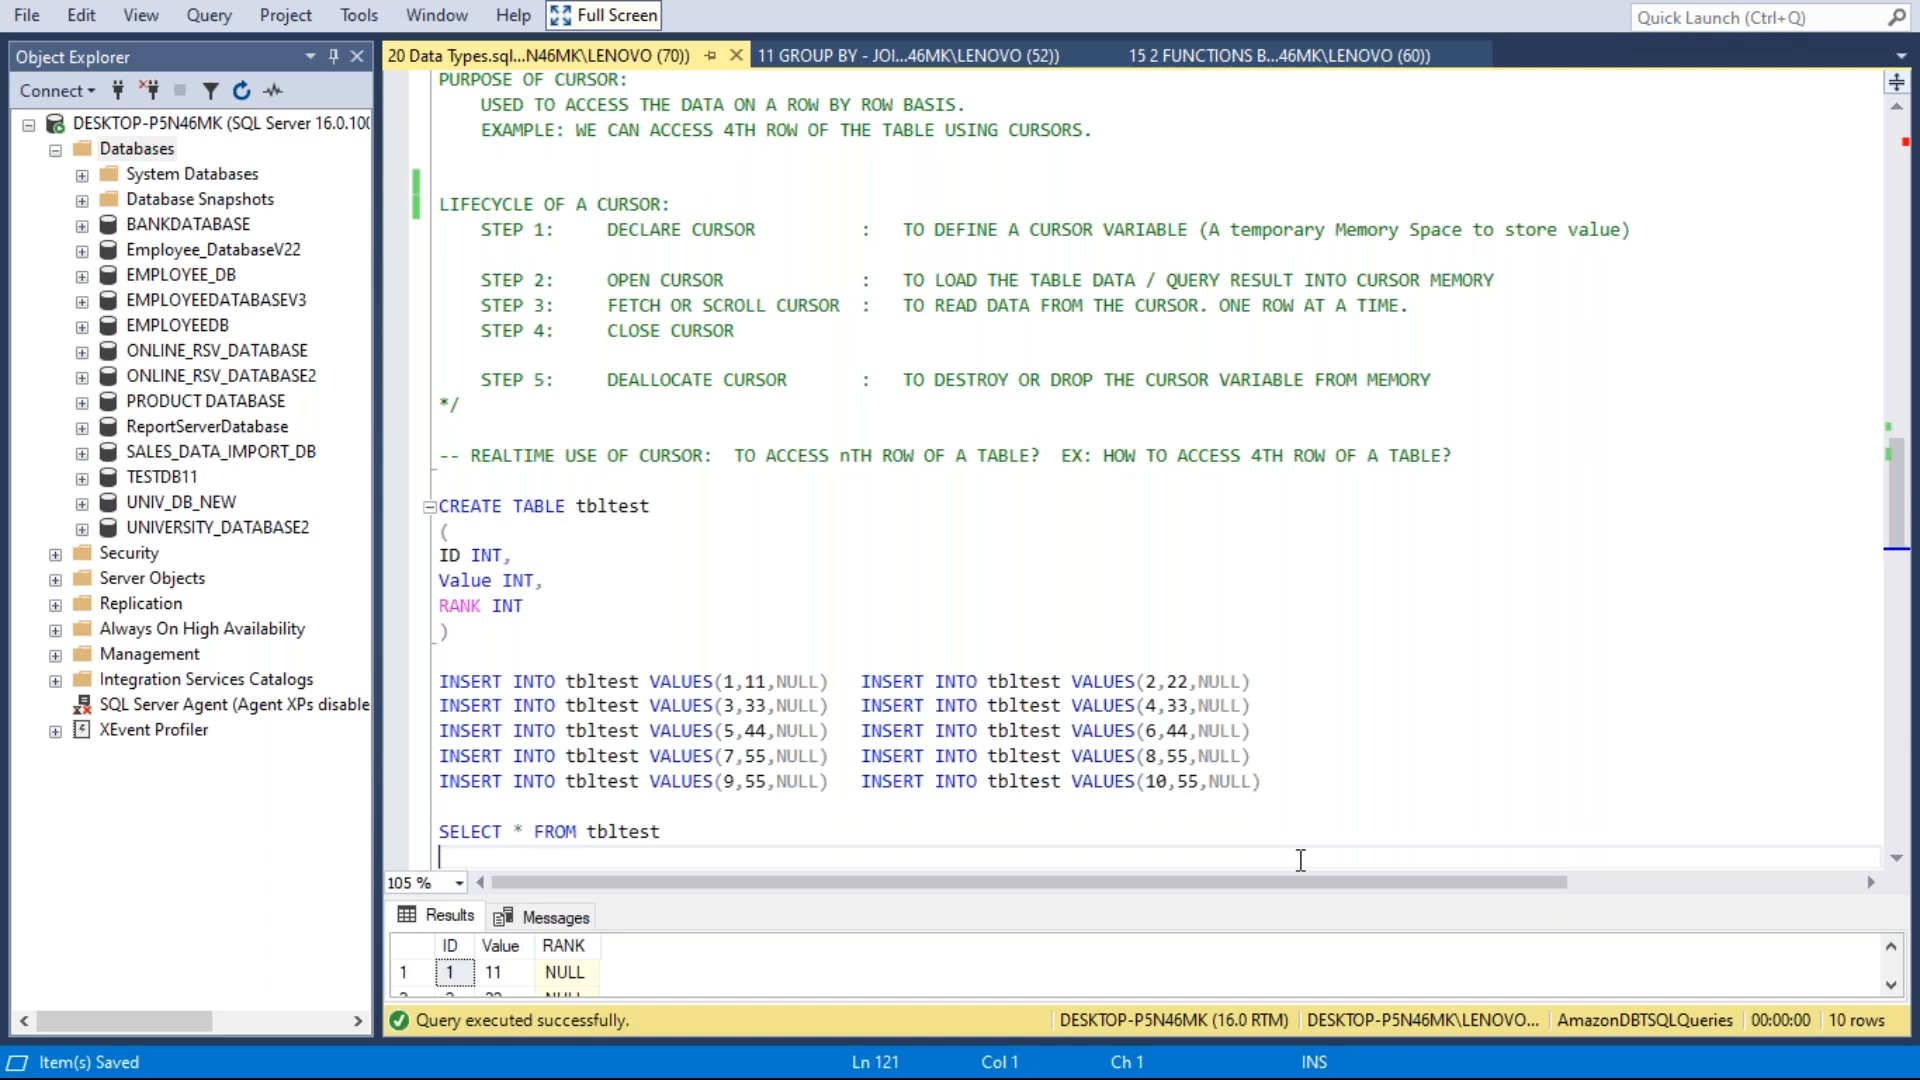 File Edit View Query Project Tools Window Help Full Screen
Quick Launch (Ctrl+Q)
Object Explorer
Connect
DESKTOP-P5N46MK (SQL Server 16.0.100
Databases
System Databases
Database Snapshots
BANKDATABASE
Employee_DatabaseV22
EMPLOYEE_DB
EMPLOYEEDATABASEV3
EMPLOYEEDB
ONLINE_RSV_DATABASE
ONLINE_RSV_DATABASE2
PRODUCT DATABASE
ReportServerDatabase
SALES_DATA_IMPORT_DB
TESTDB11
UNIV_DB_NEW
UNIVERSITY_DATABASE2
Security
Server Objects
Replication
Always On High Availability
Management
Integration Services Catalogs
SQL Server Agent (Agent XPs disable
XEvent Profiler
20 Data Types.sql...N46MK\LENOVO (70)) 11 GROUP BY - JOI...46MK\LENOVO (52)) 15 2 FUNCTIONS B...46MK\LENOVO (60))
PURPOSE OF CURSOR:
USED TO ACCESS THE DATA ON A ROW BY ROW BASIS.
EXAMPLE: WE CAN ACCESS 4TH ROW OF THE TABLE USING CURSORS.
LIFECYCLE OF A CURSOR:
STEP 1: DECLARE CURSOR : TO DEFINE A CURSOR VARIABLE (A temporary Memory Space to store value)
STEP 2: OPEN CURSOR : TO LOAD THE TABLE DATA / QUERY RESULT INTO CURSOR MEMORY
STEP 3: FETCH OR SCROLL CURSOR : TO READ DATA FROM THE CURSOR. ONE ROW AT A TIME.
STEP 4: CLOSE CURSOR
STEP 5: DEALLOCATE CURSOR : TO DESTROY OR DROP THE CURSOR VARIABLE FROM MEMORY
*/
-- REALTIME USE OF CURSOR: TO ACCESS nTH ROW OF A TABLE? EX: HOW TO ACCESS 4TH ROW OF A TABLE?
CREATE TABLE tbltest
(
ID INT,
Value INT,
RANK INT
)
INSERT INTO tbltest VALUES(1,11,NULL) INSERT INTO tbltest VALUES(2,22,NULL)
INSERT INTO tbltest VALUES(3,33,NULL) INSERT INTO tbltest VALUES(4,33,NULL)
INSERT INTO tbltest VALUES(5,44,NULL) INSERT INTO tbltest VALUES(6,44,NULL)
INSERT INTO tbltest VALUES(7,55,NULL) INSERT INTO tbltest VALUES(8,55,NULL)
INSERT INTO tbltest VALUES(9,55,NULL) INSERT INTO tbltest VALUES(10,55,NULL)
SELECT * FROM tbltest
105 %
Results Messages
ID Value RANK
1 1 11 NULL
Query executed successfully. DESKTOP-P5N46MK (16.0 RTM) DESKTOP-P5N46MK\LENOVO... AmazonDBTSQLQueries 00:00:00 10 rows
Item(s) Saved Ln 121 Col 1 Ch 1 INS